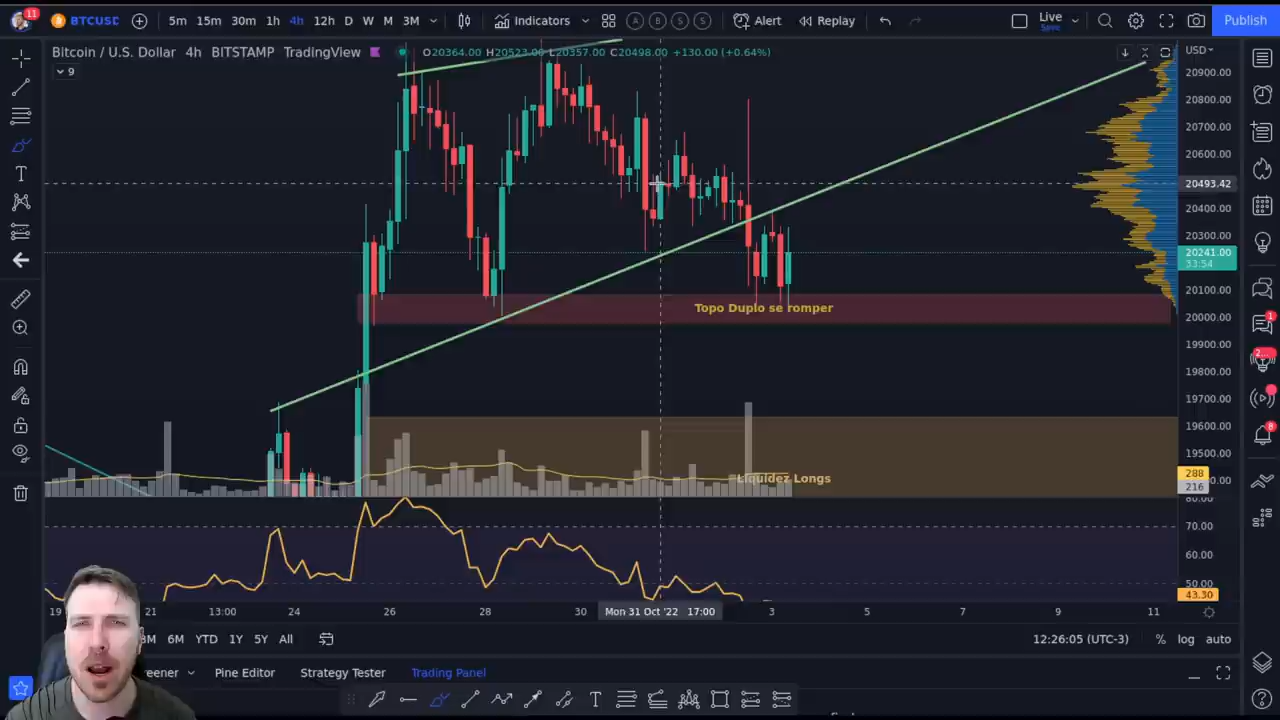 11
BTCUSD
5m 15m 30m 1h 4h 12h D W M 3M
Indicators
A B S S
Alert
Replay
Live
Save
Publish
Bitcoin / U.S. Dollar 4h BITSTAMP TradingView
O20364.00 H20523.00 L20357.00 C20498.00 +130.00 (+0.64%)
USD
9
20900.00
20800.00
20700.00
20600.00
20493.42
20400.00
20300.00
20241.00
33:54
20100.00
20000.00
19900.00
19800.00
19700.00
19600.00
19500.00
288
216
80.00
70.00
60.00
50.00
43.30
Topo Duplo se romper
Liquidez Longs
19 21 13:00 24 26 28 30 Mon 31 Oct '22 17:00 3 5 7 9 11
3M 6M YTD 1Y 5Y All
12:26:05 (UTC-3) % log auto
eener Pine Editor Strategy Tester Trading Panel
1
2...
8